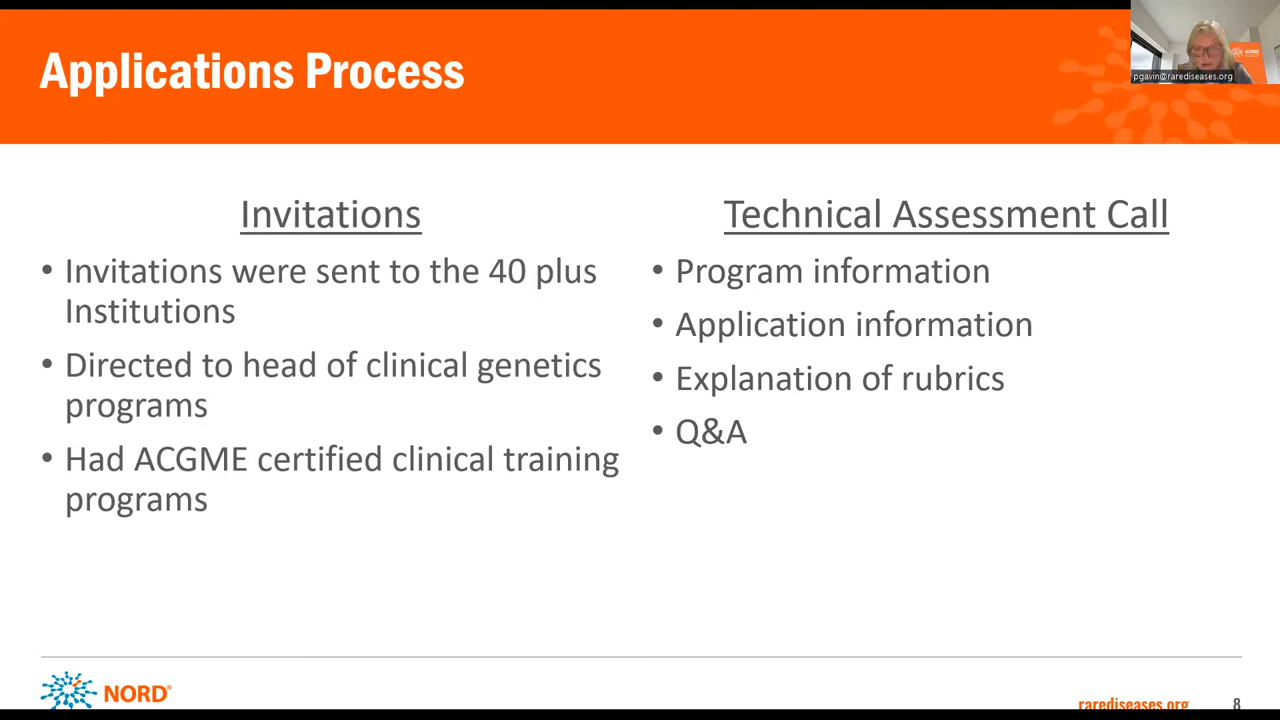 Applications Process
NORD
pgavin@rarediseases.org
Invitations
• Invitations were sent to the 40 plus
Institutions
• Directed to head of clinical genetics
programs
• Had ACGME certified clinical training
programs
Technical Assessment Call
• Program information
• Application information
• Explanation of rubrics
• Q&A
NORD®
rarediseases.org
8